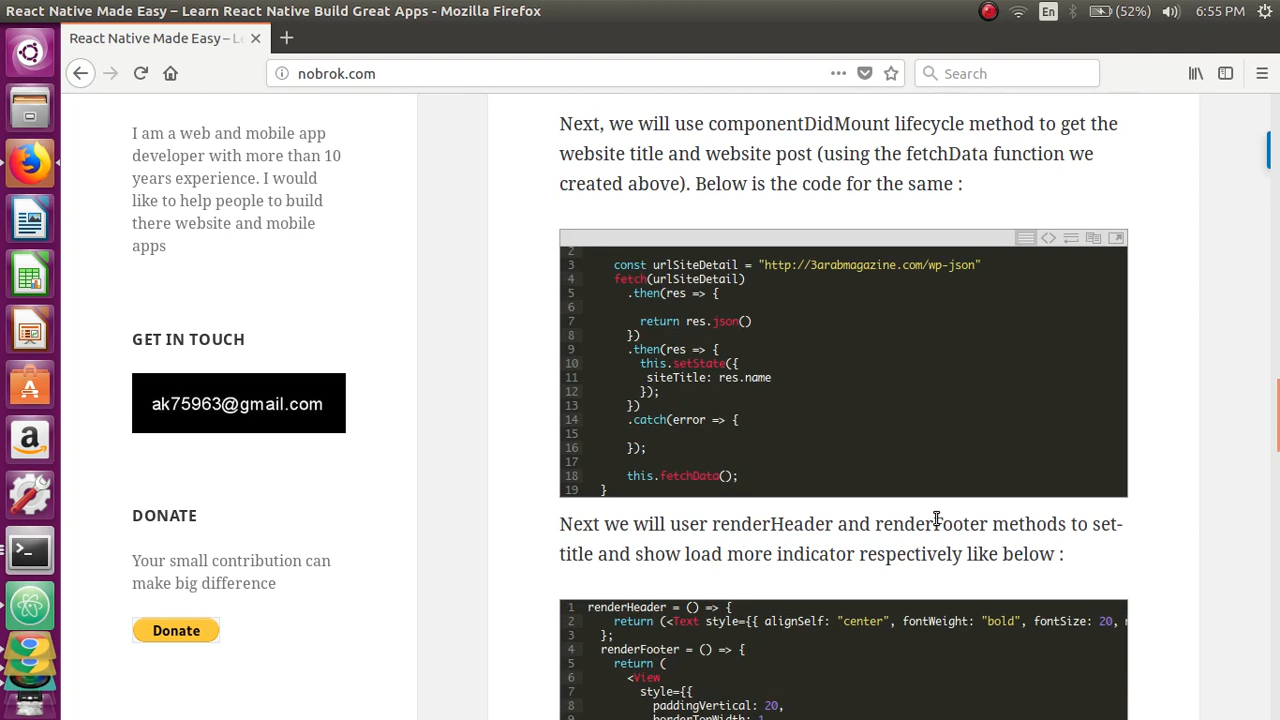 React Native Made Easy – Learn React Native Build Great Apps - Mozilla Firefox
En
(52%)
6:55 PM
React Native Made Easy – Le
nobrok.com
Search
I am a web and mobile app
developer with more than 10
years experience. I would
like to help people to build
there website and mobile
apps
GET IN TOUCH
ak75963@gmail.com
DONATE
Your small contribution can
make big difference
Donate
Next, we will use componentDidMount lifecycle method to get the
website title and website post (using the fetchData function we
created above). Below is the code for the same :
2
3 const urlSiteDetail = "http://3arabmagazine.com/wp-json"
4 fetch(urlSiteDetail)
5 .then(res => {
6
7 return res.json()
8 })
9 .then(res => {
10 this.setState({
11 siteTitle: res.name
12 });
13 })
14 .catch(error => {
15
16 });
17
18 this.fetchData();
19 }
Next we will user renderHeader and renderFooter methods to set-
title and show load more indicator respectively like below :
1 renderHeader = () => {
2 return (<Text style={{ alignSelf: "center", fontWeight: "bold", fontSize: 20,
3 };
4 renderFooter = () => {
5 return (
6 <View
7 style={{
8 paddingVertical: 20,
9 borderTopWidth: 1,